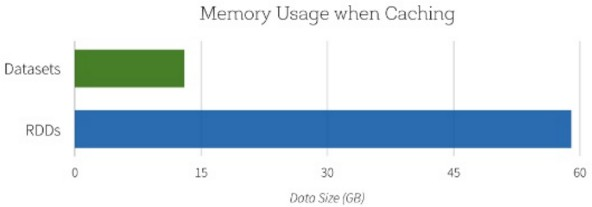 Memory Usage when Caching
Datasets
RDDs
0 15 30 45 60
Data Size (GB)